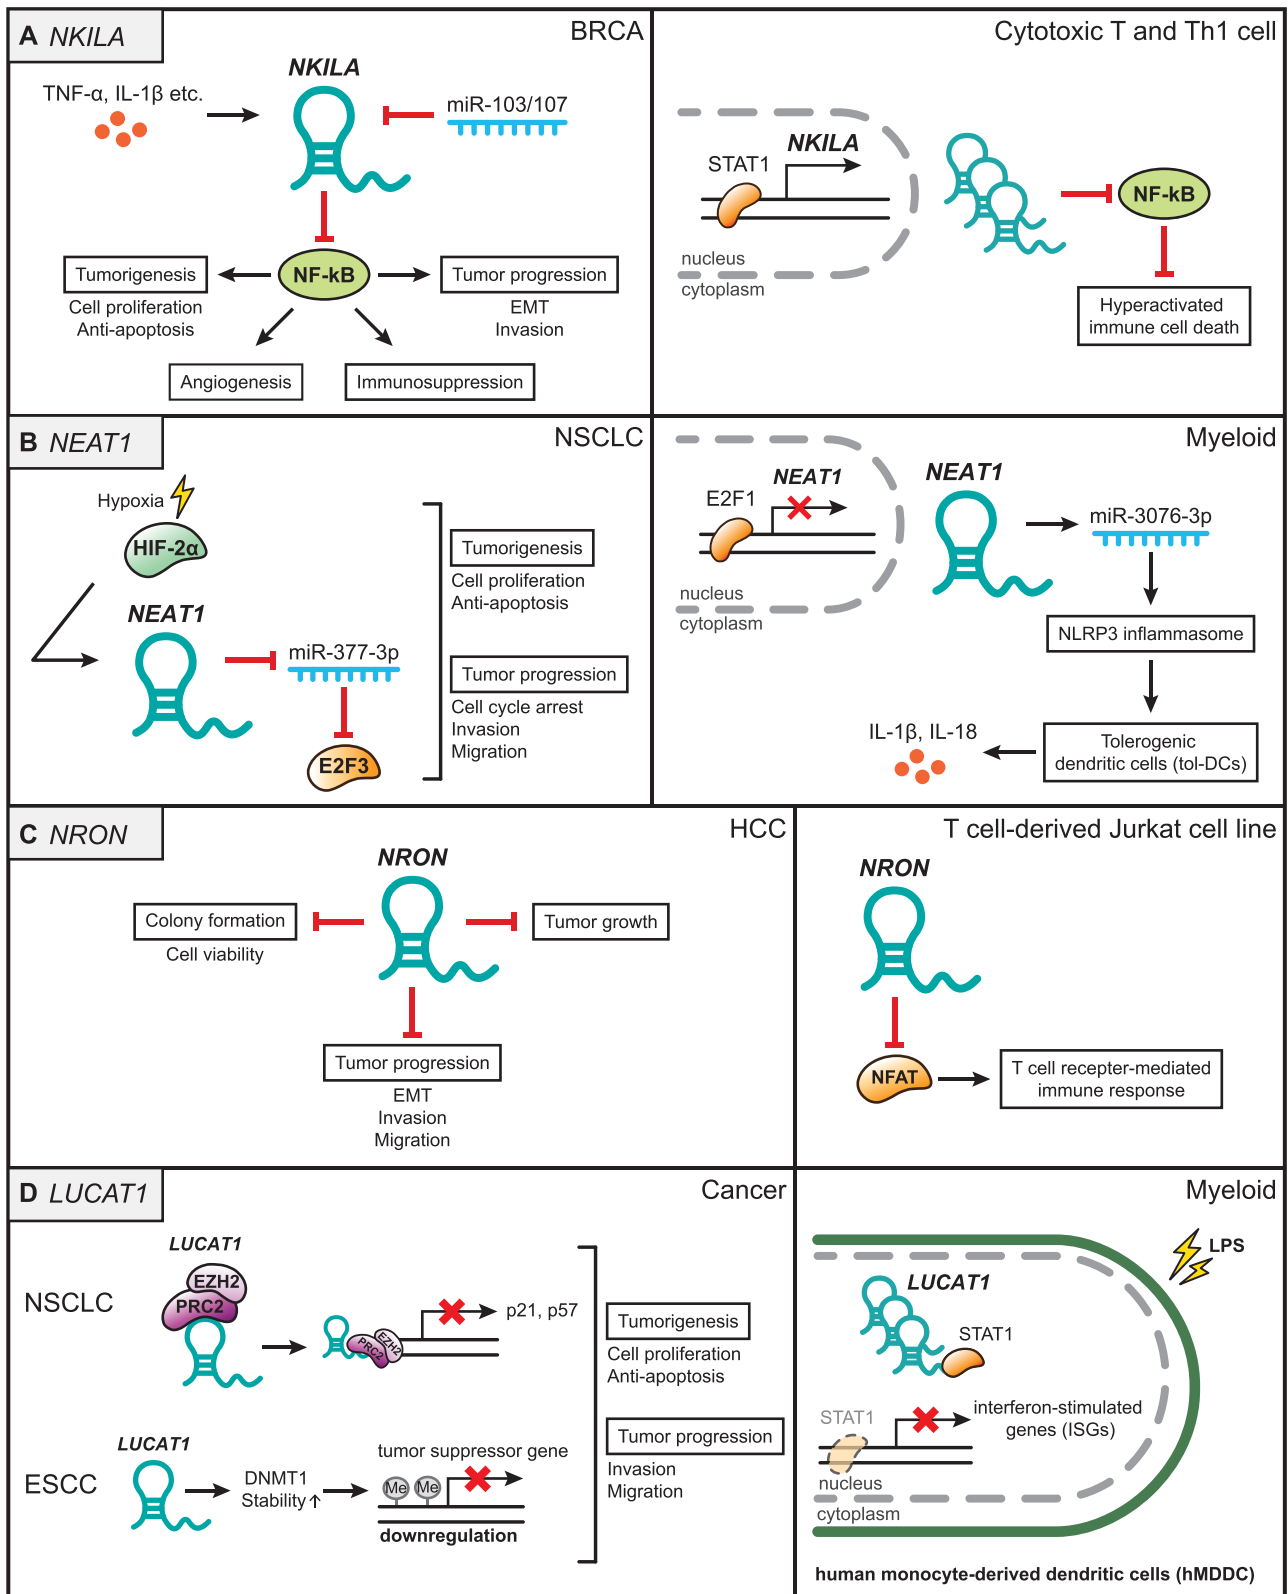 A NKILA
BRCA
NKILA
TNF-α, IL-1β etc.
miR-103/107
NF-kB
Tumorigenesis
Cell proliferation
Anti-apoptosis
Tumor progression
EMT
Invasion
Angiogenesis
Immunosuppression
Cytotoxic T and Th1 cell
NKILA
STAT1
nucleus
cytoplasm
NF-kB
Hyperactivated
immune cell death
B NEAT1
NSCLC
Hypoxia
HIF-2α
NEAT1
miR-377-3p
E2F3
Tumorigenesis
Cell proliferation
Anti-apoptosis
Tumor progression
Cell cycle arrest
Invasion
Migration
Myeloid
NEAT1
E2F1
nucleus
cytoplasm
NEAT1
miR-3076-3p
NLRP3 inflammasome
Tolerogenic
dendritic cells (tol-DCs)
IL-1β, IL-18
C NRON
HCC
NRON
Colony formation
Cell viability
Tumor growth
Tumor progression
EMT
Invasion
Migration
T cell-derived Jurkat cell line
NRON
NFAT
T cell recepter-mediated
immune response
D LUCAT1
Cancer
LUCAT1
NSCLC
EZH2
PRC2
EZH2
PRC2
p21, p57
LUCAT1
ESCC
DNMT1
Stability↑
tumor suppressor gene
Me Me
downregulation
Tumorigenesis
Cell proliferation
Anti-apoptosis
Tumor progression
Invasion
Migration
Myeloid
LPS
LUCAT1
STAT1
STAT1
interferon-stimulated
genes (ISGs)
nucleus
cytoplasm
human monocyte-derived dendritic cells (hMDDC)